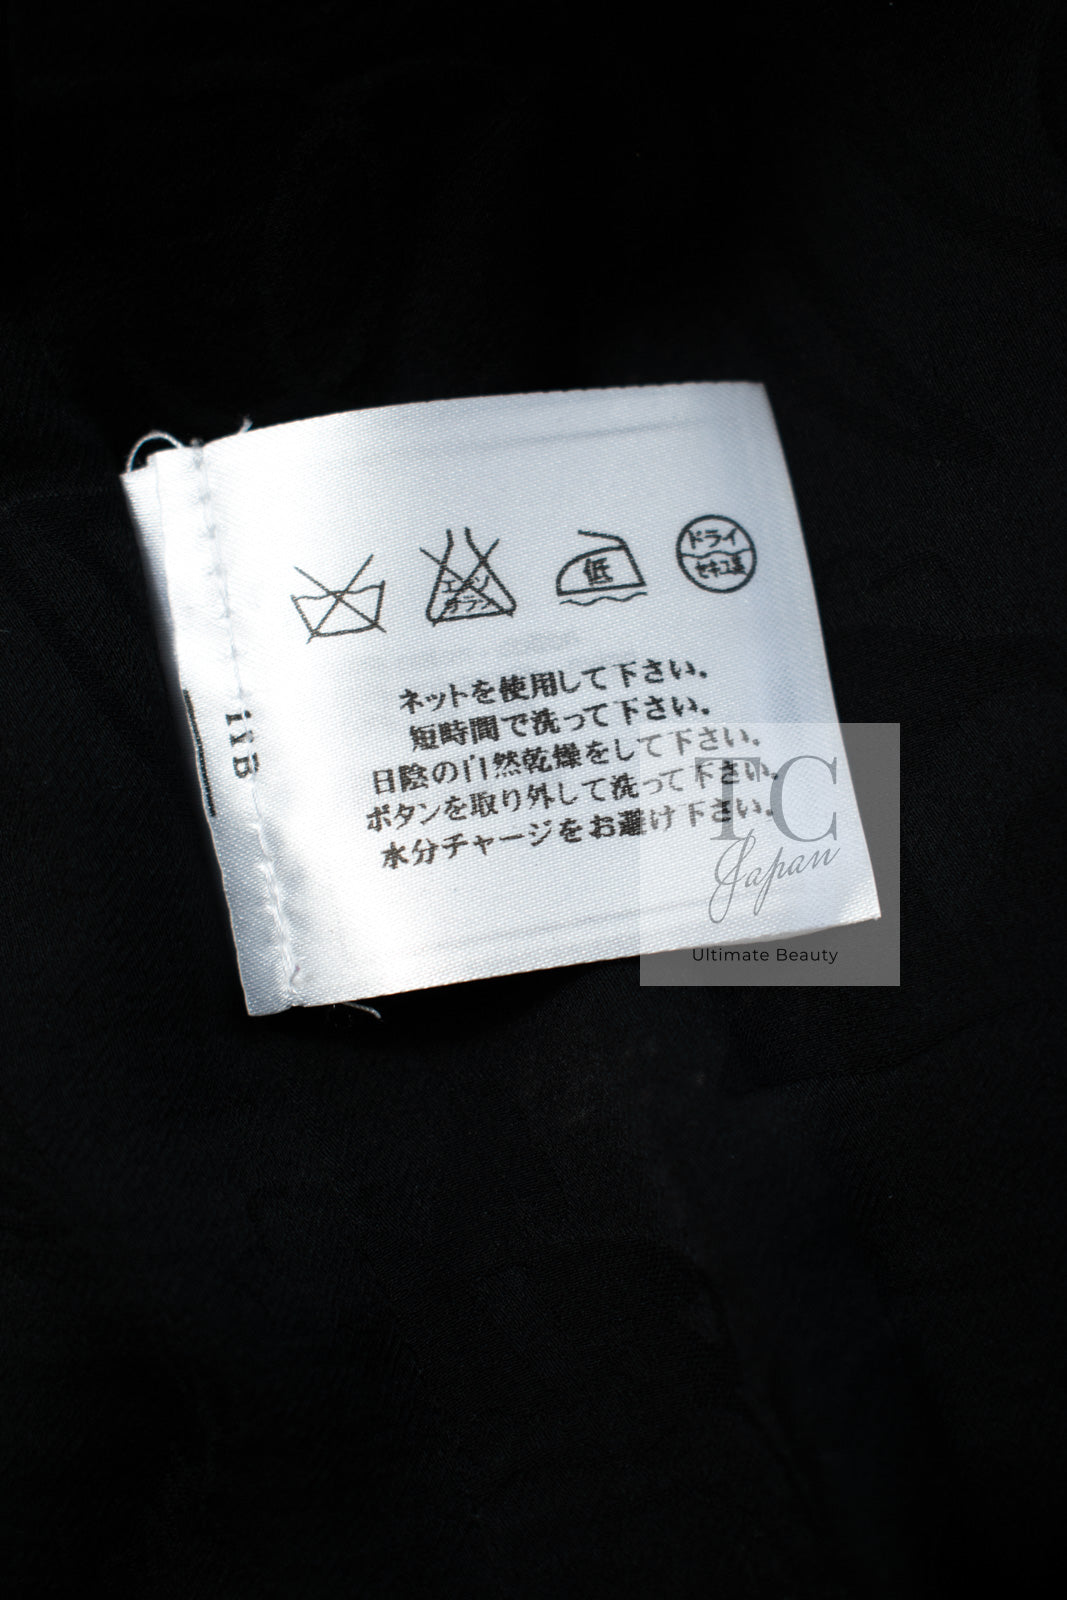 エンソ
サラシ
低
ドライ
セキユ系
ネットを使用して下さい.
短時間で洗って下さい.
日陰の自然乾燥をして下さい.
ボタンを取り外して洗って下さい.
水分チャージをお避け下さい.
TC
Japan
Ultimate Beauty